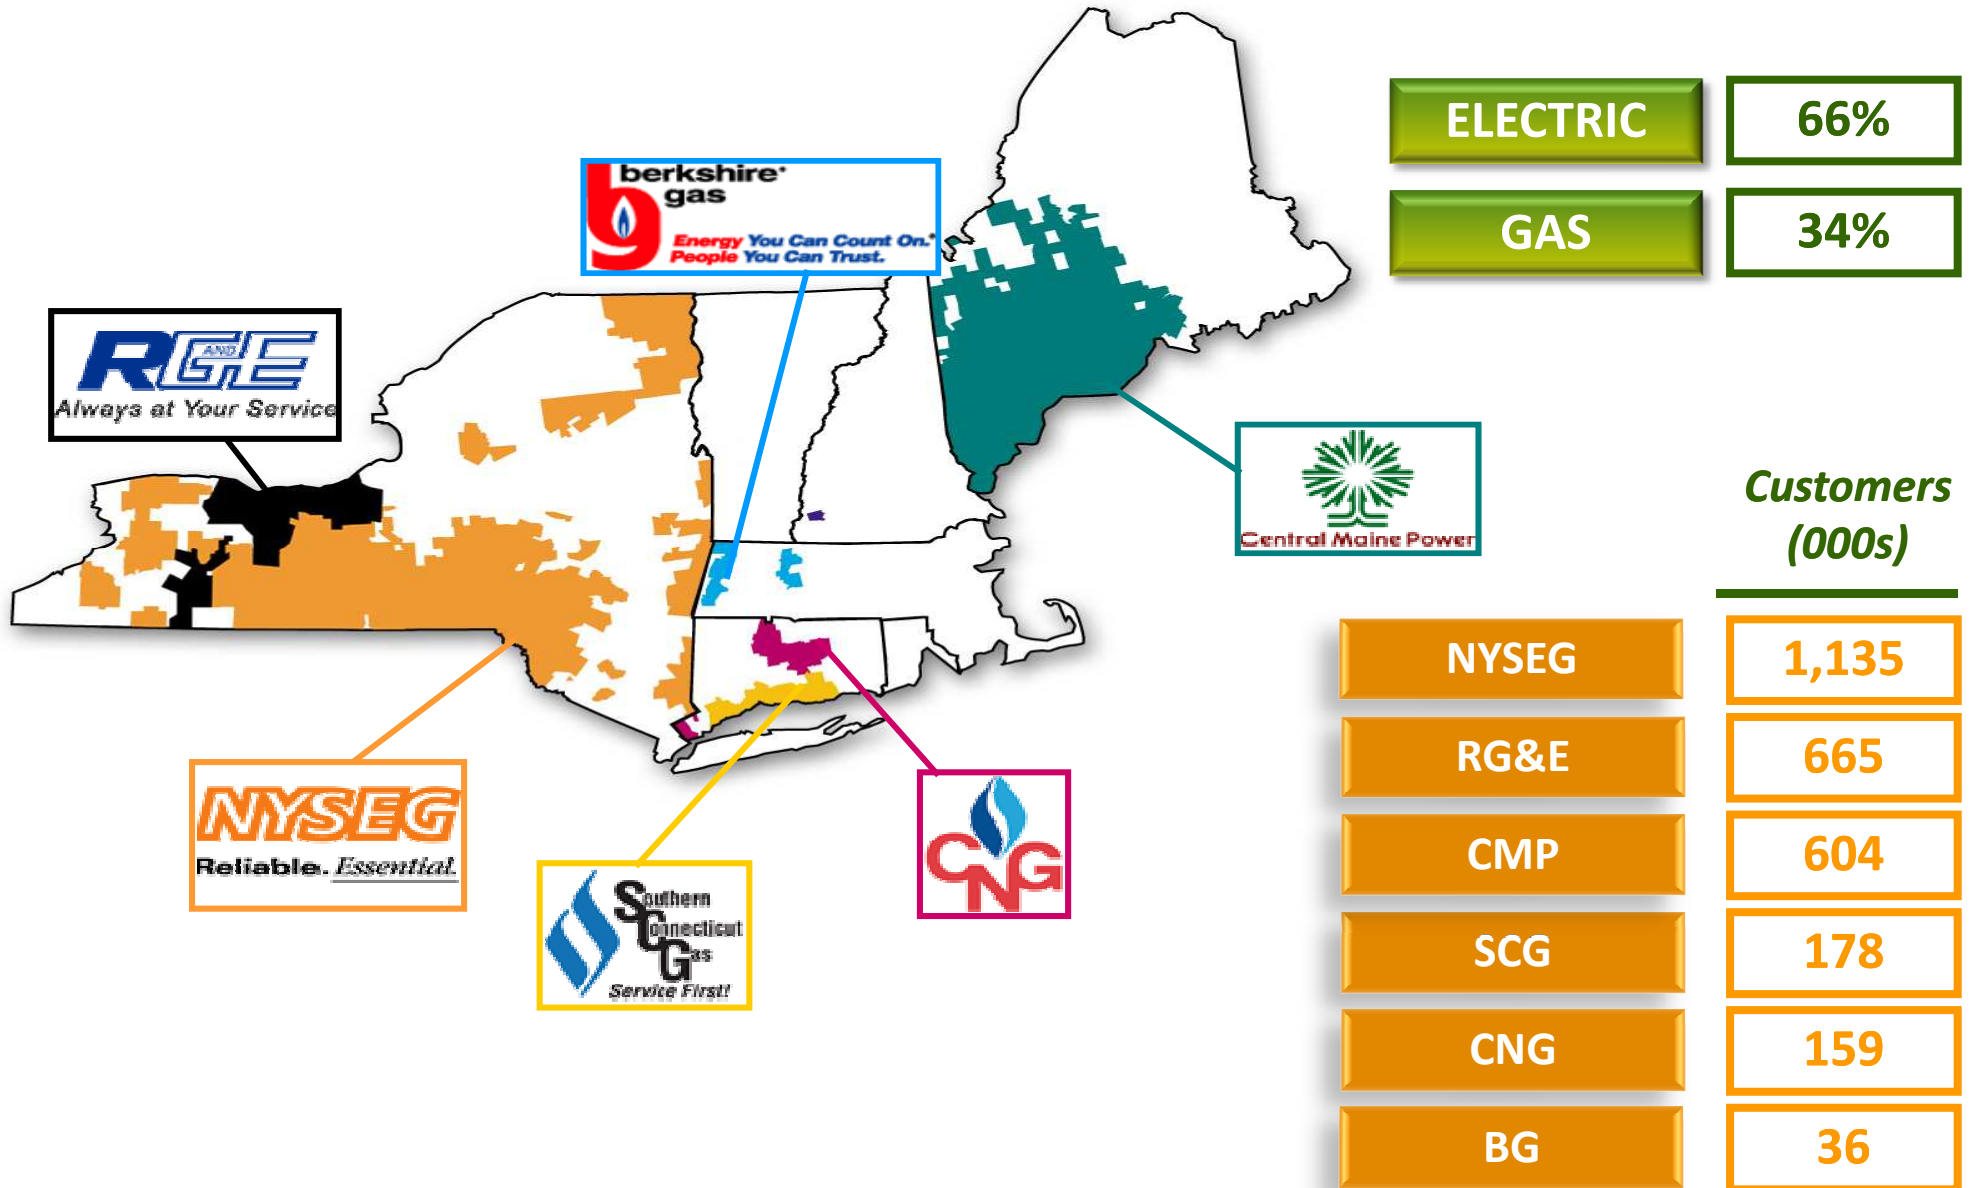 berkshire
gas
Energy You Can Count On.
People You Can Trust.
RG AND E
Always at Your Service
Central Maine Power
NYSEG
Reliable. Essential.
Southern
Connecticut
Gas
Service First!
CNG
ELECTRIC 66%
GAS 34%
Customers
(000s)
NYSEG 1,135
RG&E 665
CMP 604
SCG 178
CNG 159
BG 36